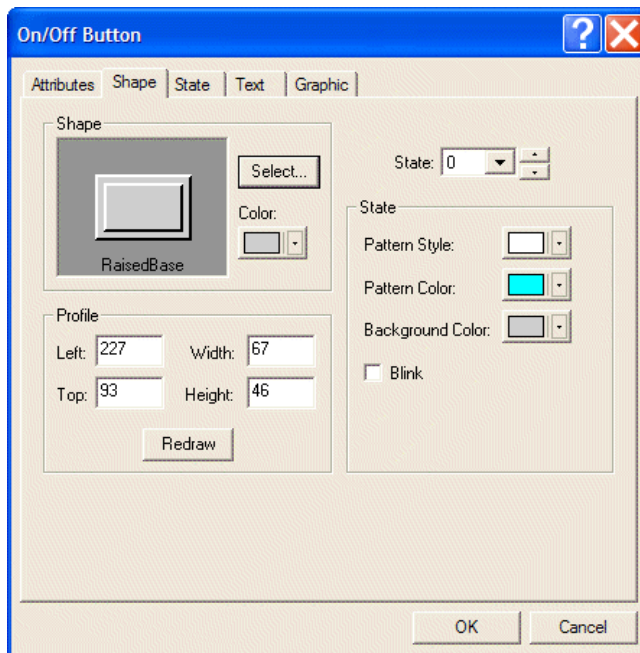 On/Off Button
Attributes Shape State Text Graphic
Shape
Select...
Color:
RaisedBase
State: 0
State
Pattern Style:
Pattern Color:
Background Color:
Blink
Profile
Left: 227 Width: 67
Top: 93 Height: 46
Redraw
OK Cancel